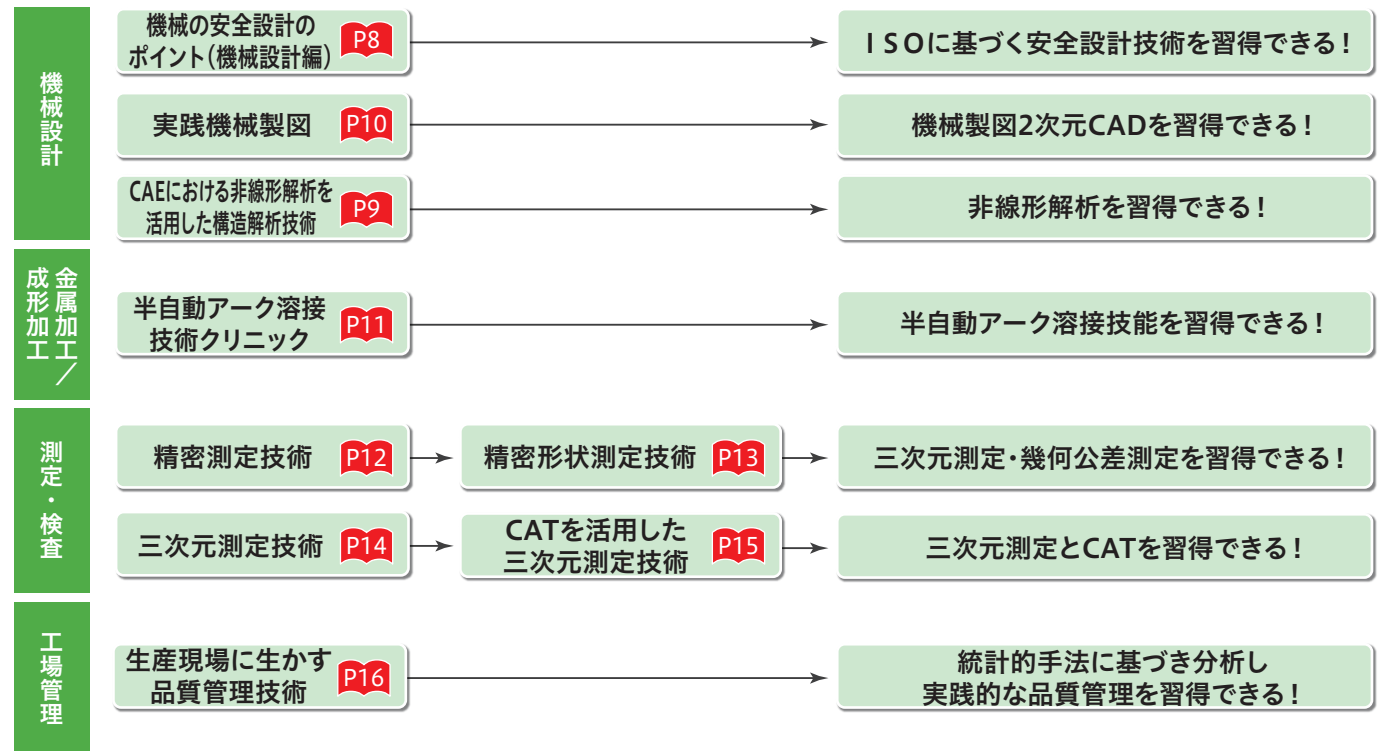 機械設計
機械の安全設計の
ポイント（機械設計編）
P8
ＩＳＯに基づく安全設計技術を習得できる！
実践機械製図
P10
機械製図2次元CADを習得できる！
CAEにおける非線形解析を
活用した構造解析技術
P9
非線形解析を習得できる！
金属加工／
成形加工
半自動アーク溶接
技術クリニック
P11
半自動アーク溶接技能を習得できる！
測定・検査
精密測定技術
P12
精密形状測定技術
P13
三次元測定・幾何公差測定を習得できる！
三次元測定技術
P14
CATを活用した
三次元測定技術
P15
三次元測定とCATを習得できる！
工場管理
生産現場に生かす
品質管理技術
P16
統計的手法に基づき分析し
実践的な品質管理を習得できる！